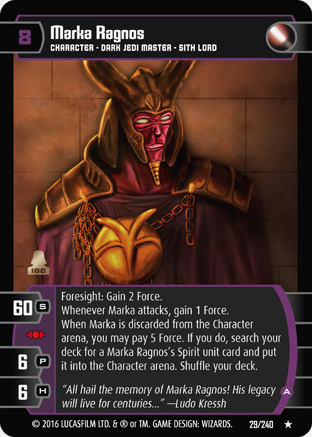 8 Marka Ragnos
CHARACTER - DARK JEDI MASTER - SITH LORD
IDC
60 S
Foresight: Gain 2 Force.
Whenever Marka attacks, gain 1 Force.
When Marka is discarded from the Character
arena, you may pay 5 Force. If you do, search your
deck for a Marka Ragnos's Spirit unit card and put
6 P
it into the Character arena. Shuffle your deck.
6 H
“All hail the memory of Marka Ragnos! His legacy
will live for centuries...” —Ludo Kressh
A
© 2016 LUCASFILM LTD. & ® or TM. GAME DESIGN: WIZARDS. 29/240